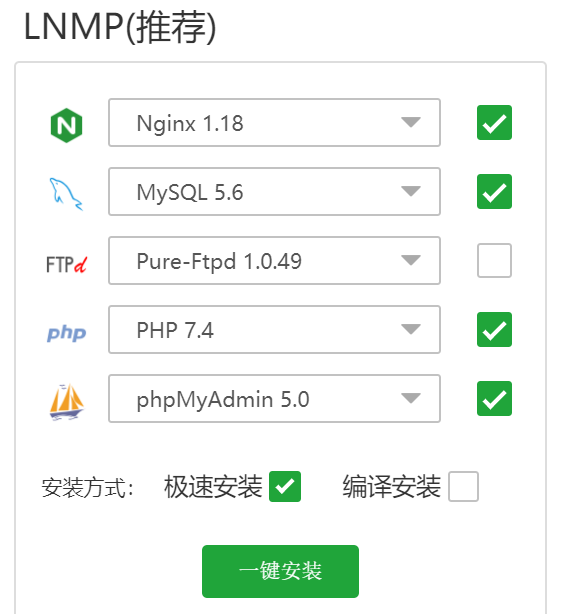 LNMP(推荐)
N Nginx 1.18
MySQL 5.6
FTPd Pure-Ftpd 1.0.49
php PHP 7.4
phpMyAdmin 5.0
安装方式： 极速安装 编译安装
一键安装